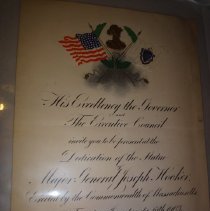 His Excellency the Governor
and
The Executive Council
invite you to be present at the
Dedication of the Statue
Major General Joseph Hooker,
Erected by the Commonwealth of Massachusetts,